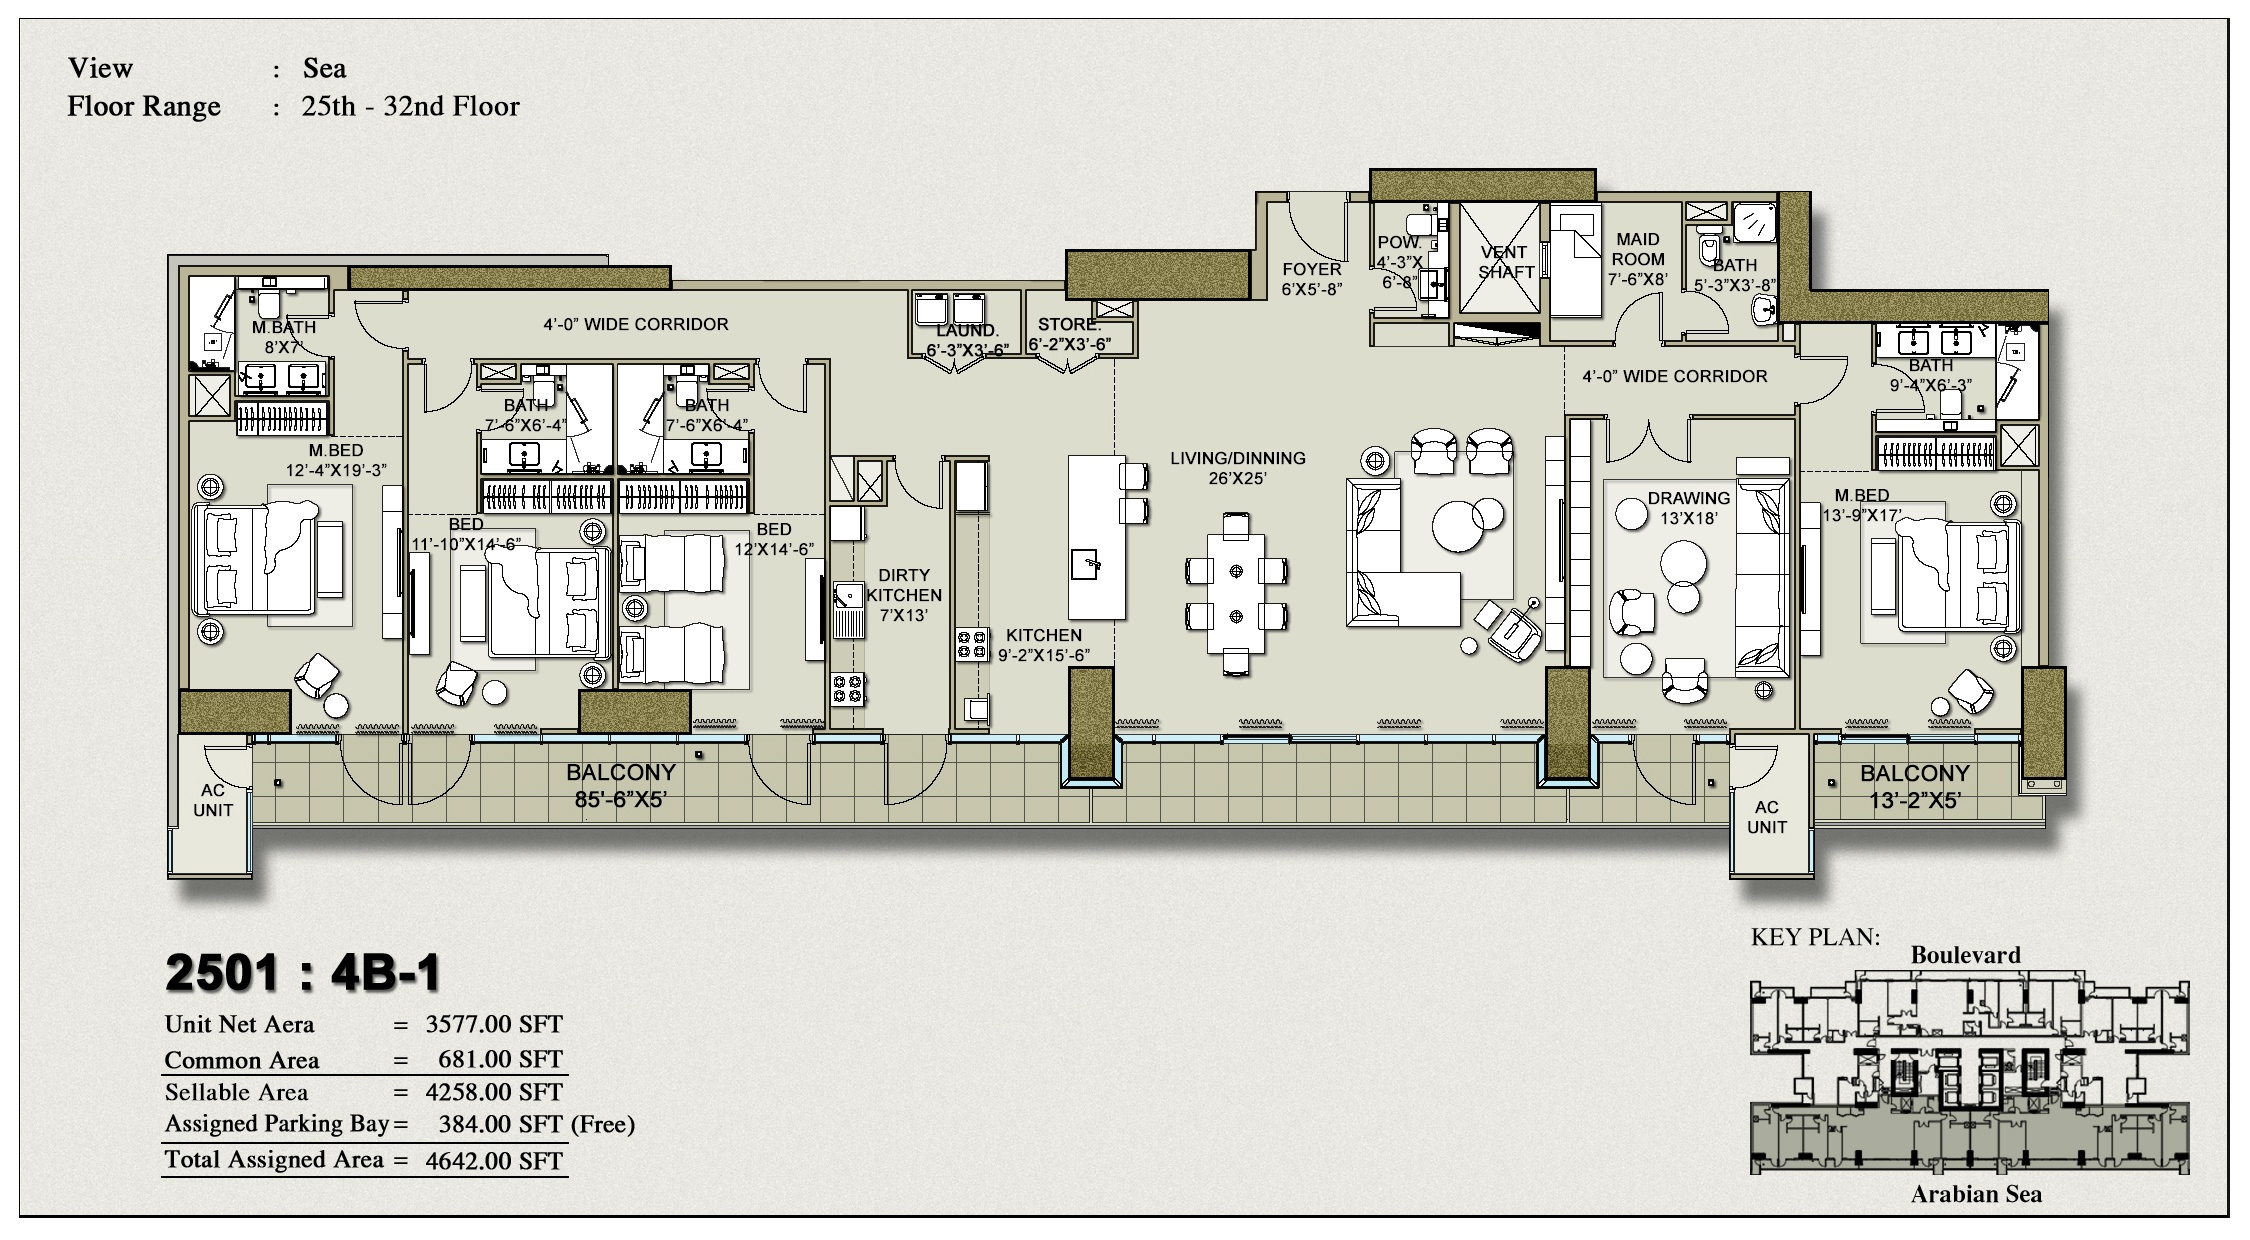 View : Sea
Floor Range : 25th - 32nd Floor
M.BATH
8'X7'
4'-0" WIDE CORRIDOR
LAUND.
6'-3"X3'-6"
STORE.
6'-2"X3'-6"
FOYER
6'X5'-8"
POW.
4'-3"X
6'-8"
VENT
SHAFT
MAID
ROOM
7'-6"X8'
BATH
5'-3"X3'-8"
4'-0" WIDE CORRIDOR
BATH
9'-4"X6'-3"
BATH
7'-6"X6'-4"
BATH
7'-6"X6'-4"
M.BED
12'-4"X19'-3"
LIVING/DINNING
26'X25'
DRAWING
13'X18'
M.BED
13'-9"X17'
BED
11'-10"X14'-6"
BED
12'X14'-6"
DIRTY
KITCHEN
7'X13'
KITCHEN
9'-2"X15'-6"
AC
UNIT
BALCONY
85'-6"X5'
AC
UNIT
BALCONY
13'-2"X5'
2501 : 4B-1
Unit Net Aera = 3577.00 SFT
Common Area = 681.00 SFT
Sellable Area = 4258.00 SFT
Assigned Parking Bay = 384.00 SFT (Free)
Total Assigned Area = 4642.00 SFT
KEY PLAN:
Boulevard
Arabian Sea